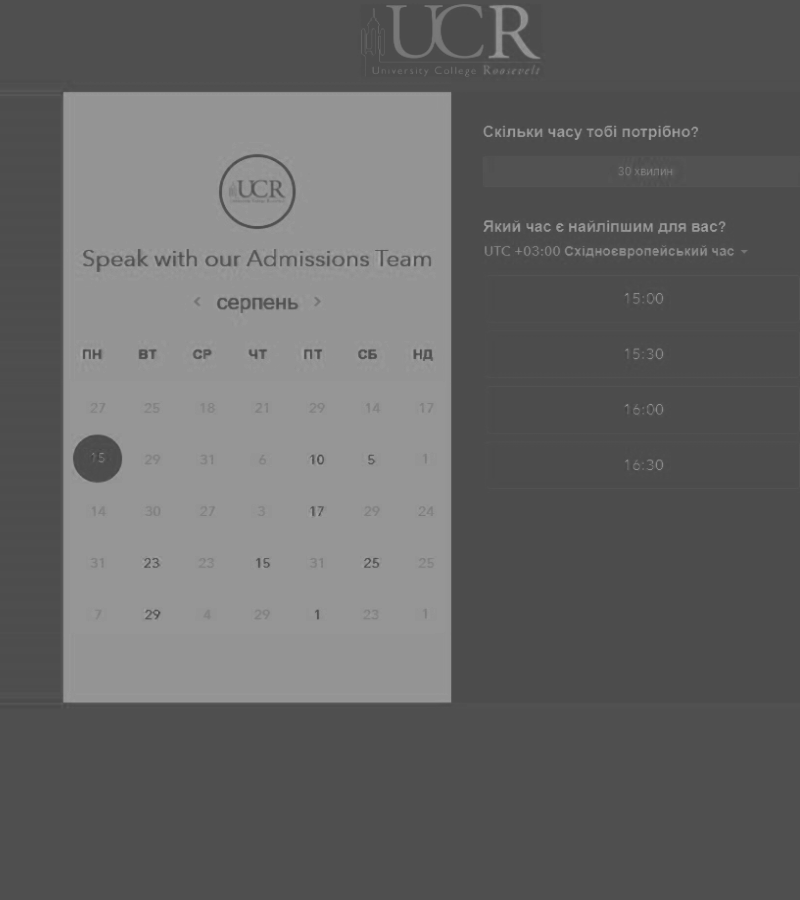 UCR
University College Roosevelt
UCR
Speak with our Admissions Team
‹ серпень ›
ПН ВТ СР ЧТ ПТ СБ НД
27 25 18 21 29 14 17
15 29 31 6 10 5 1
14 30 27 3 17 29 24
31 23 23 15 31 25 25
7 29 4 29 1 23 1
Скільки часу тобі потрібно?
30 хвилин
Який час є найліпшим для вас?
UTC +03:00 Східноєвропейський час
15:00
15:30
16:00
16:30